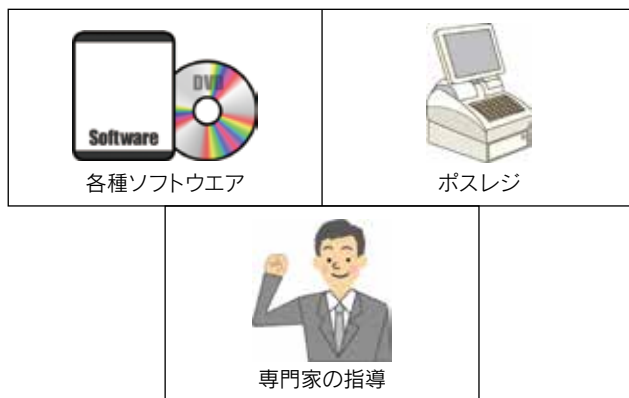 DVD
Software
各種ソフトウエア
ポスレジ
専門家の指導